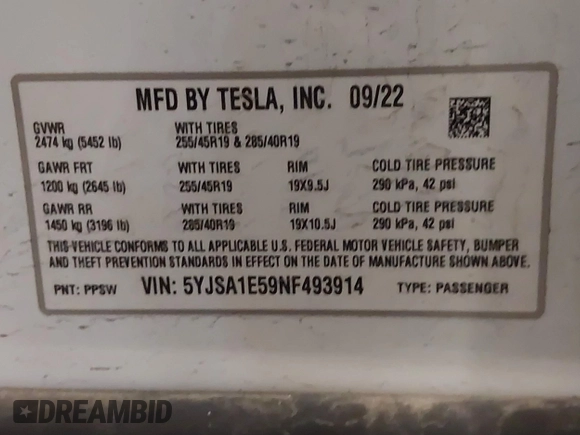 MFD BY TESLA, INC. 09/22
GVWR WITH TIRES
2474 kg (5452 lb) 255/45R19 & 285/40R19
GAWR FRT WITH TIRES RIM COLD TIRE PRESSURE
1200 kg (2645 lb) 255/45R19 19X9.5J 290 kPa, 42 psi
GAWR RR WITH TIRES RIM COLD TIRE PRESSURE
1450 kg (3196 lb) 285/40R19 19X10.5J 290 kPa, 42 psi
THIS VEHICLE CONFORMS TO ALL APPLICABLE U.S. FEDERAL MOTOR VEHICLE SAFETY, BUMPER
AND THEFT PREVENTION STANDARDS IN EFFECT ON THE DATE OF MANUFACTURE SHOWN ABOVE.
PNT: PPSW VIN: 5YJSA1E59NF493914 TYPE: PASSENGER
DREAMBID